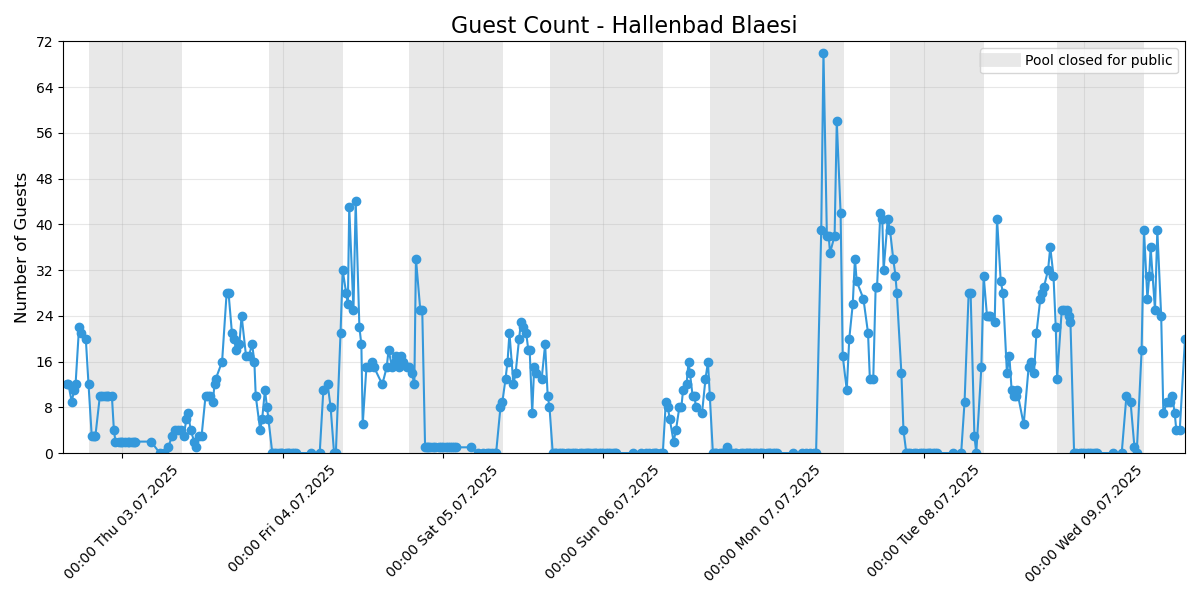 Guest Count - Hallenbad Blaesi
Pool closed for public
Number of Guests
72
64
56
48
40
32
24
16
8
0
00:00 Thu 03.07.2025
00:00 Fri 04.07.2025
00:00 Sat 05.07.2025
00:00 Sun 06.07.2025
00:00 Mon 07.07.2025
00:00 Tue 08.07.2025
00:00 Wed 09.07.2025